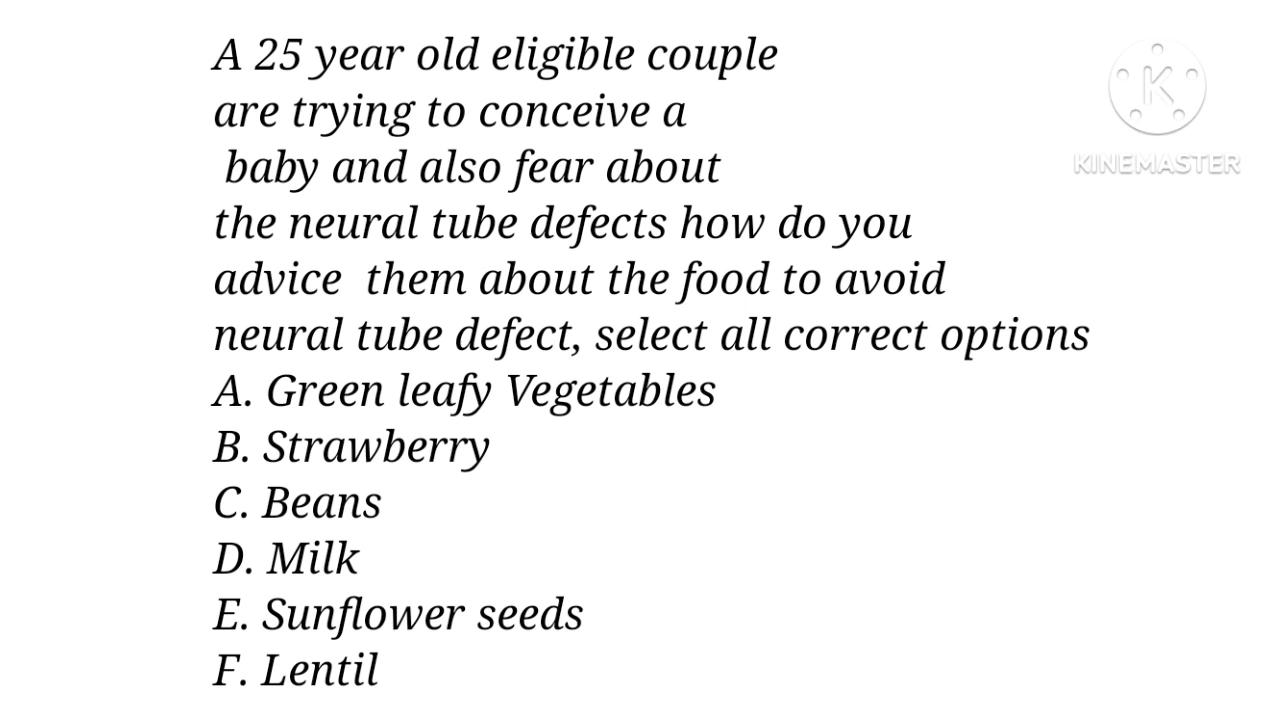 A 25 year old eligible couple
are trying to conceive a
baby and also fear about
the neural tube defects how do you
advice them about the food to avoid
neural tube defect, select all correct options
A. Green leafy Vegetables
B. Strawberry
C. Beans
D. Milk
E. Sunflower seeds
F. Lentil
K
KINEMASTER